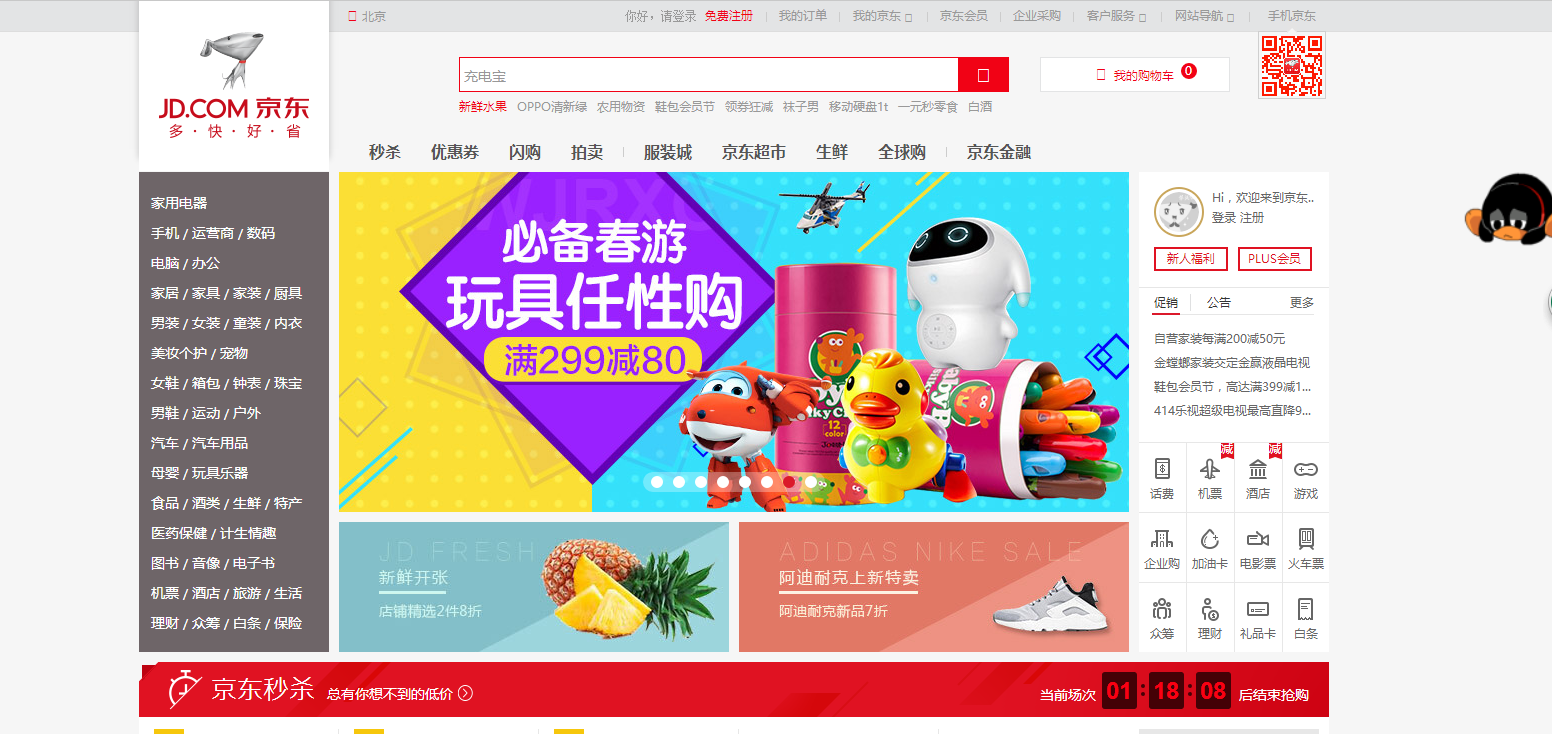 北京
你好，请登录 免费注册 我的订单 我的京东 京东会员 企业采购 客户服务 网站导航 手机京东
JD.COM 京东
多·快·好·省
充电宝
我的购物车 0
新鲜水果 OPPO清新绿 农用物资 鞋包会员节 领券狂减 袜子男 移动硬盘1t 一元秒零食 白酒
秒杀 优惠券 闪购 拍卖 服装城 京东超市 生鲜 全球购 京东金融
家用电器
手机 / 运营商 / 数码
电脑 / 办公
家居 / 家具 / 家装 / 厨具
男装 / 女装 / 童装 / 内衣
美妆个护 / 宠物
女鞋 / 箱包 / 钟表 / 珠宝
男鞋 / 运动 / 户外
汽车 / 汽车用品
母婴 / 玩具乐器
食品 / 酒类 / 生鲜 / 特产
医药保健 / 计生情趣
图书 / 音像 / 电子书
机票 / 酒店 / 旅游 / 生活
理财 / 众筹 / 白条 / 保险
必备春游
玩具任性购
满299减80
12
color
Hi，欢迎来到京东..
登录 注册
新人福利 PLUS会员
促销 公告 更多
自营家装每满200减50元
金螳螂家装交定金赢液晶电视
鞋包会员节，高达满399减1...
414乐视超级电视最高直降9...
减 减
话费 机票 酒店 游戏
企业购 加油卡 电影票 火车票
众筹 理财 礼品卡 白条
JD FRESH
新鲜开张
店铺精选2件8折
ADIDAS NIKE SALE
阿迪耐克上新特卖
阿迪耐克新品7折
京东秒杀 总有你想不到的低价
当前场次 01:18:08 后结束抢购